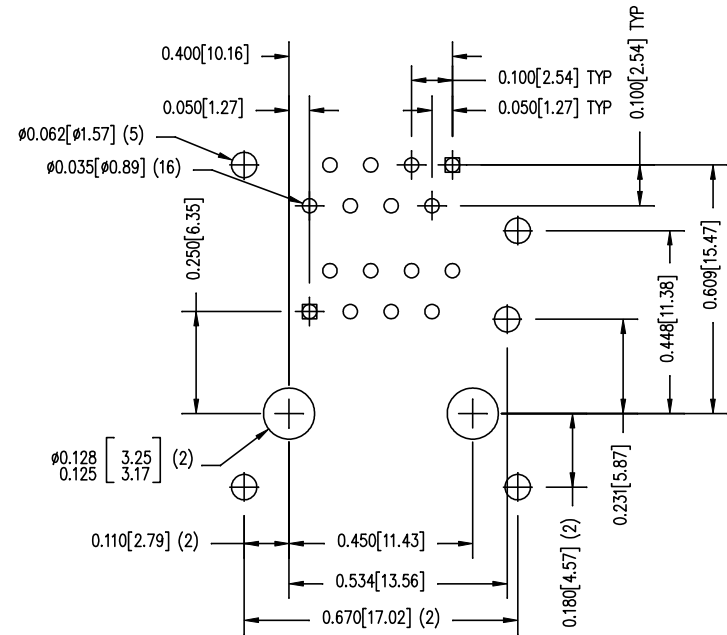 0.400[10.16]
0.100[2.54] TYP
0.100[2.54] TYP
0.050[1.27]
0.050[1.27] TYP
ø0.062[ø1.57] (5)
ø0.035[ø0.89] (16)
0.250[6.35]
0.609[15.47]
0.448[11.38]
0.231[5.87]
ø0.128 [ 3.25 ] (2)
0.125 [ 3.17 ]
0.180[4.57] (2)
0.110[2.79] (2)
0.450[11.43]
0.534[13.56]
0.670[17.02] (2)